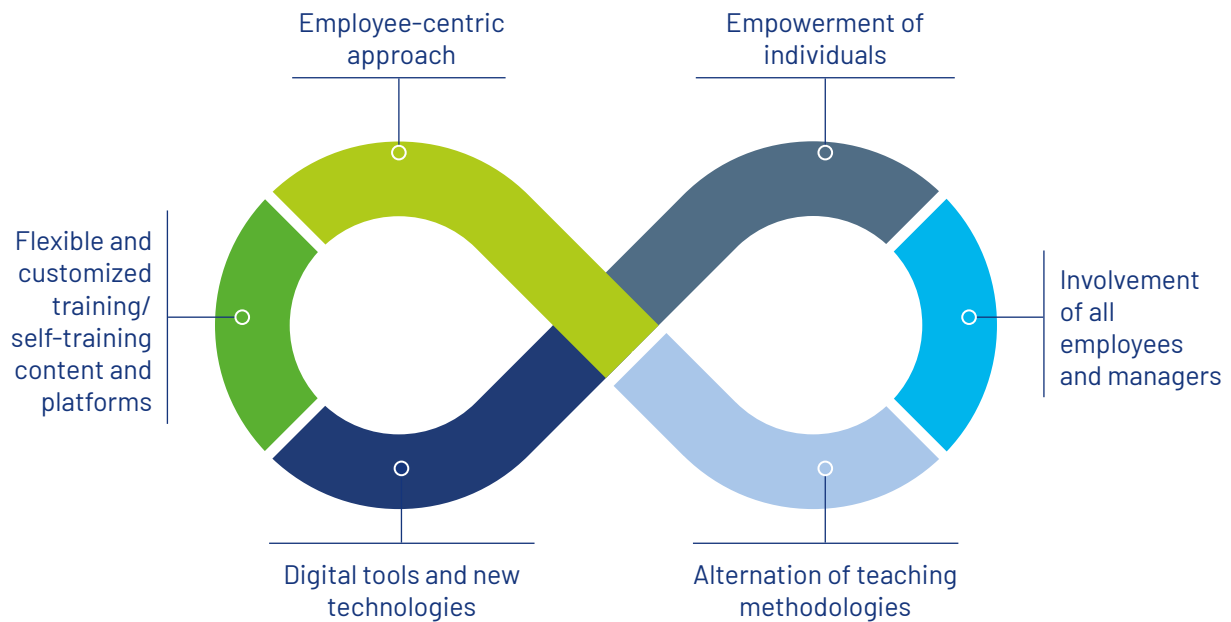 Employee-centric
approach
Empowerment of
individuals
Flexible and
customized
training/
self-training
content and
platforms
Involvement
of all
employees
and managers
Digital tools and new
technologies
Alternation of teaching
methodologies